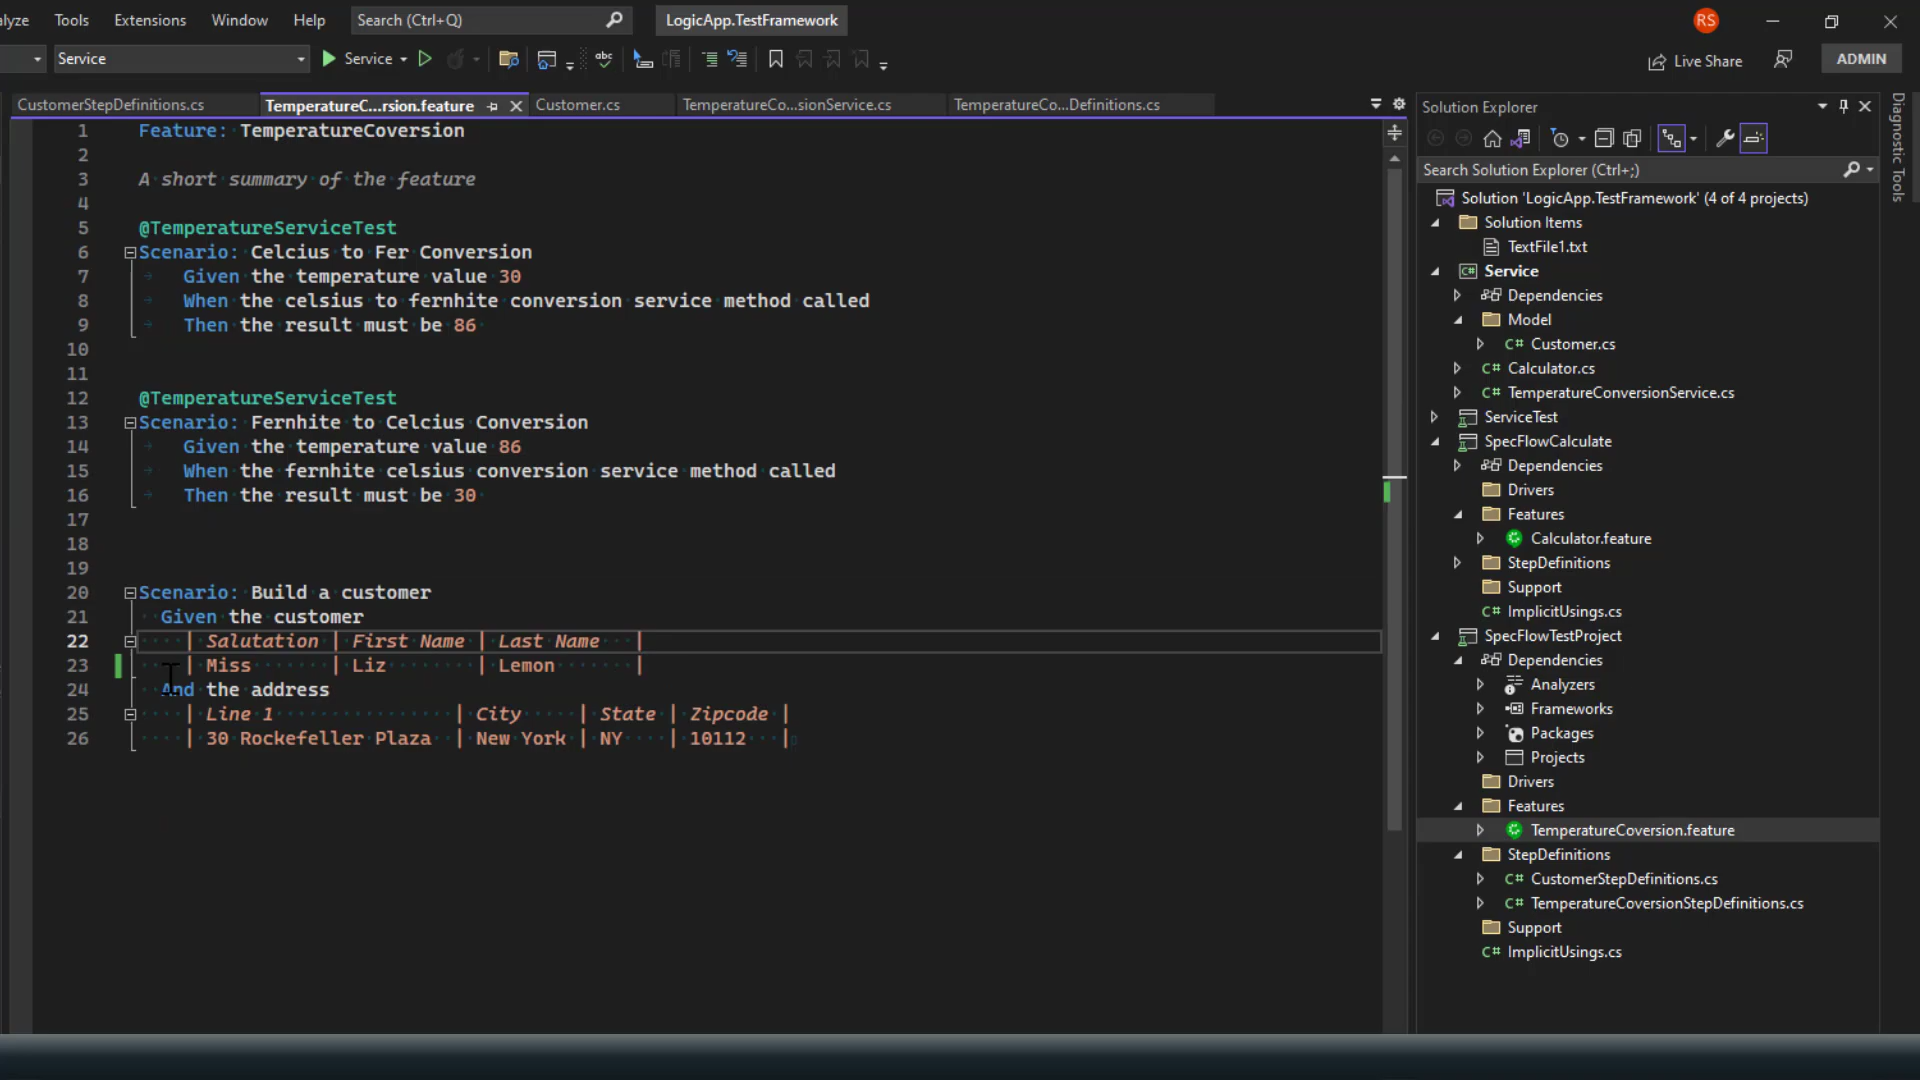 lyze Tools Extensions Window Help Search (Ctrl+Q) LogicApp.TestFramework RS
Service Service Live Share ADMIN
CustomerStepDefinitions.cs TemperatureC...rsion.feature Customer.cs TemperatureCo...sionService.cs TemperatureCo...Definitions.cs
1 Feature: TemperatureCoversion
2
3 A short summary of the feature
4
5 @TemperatureServiceTest
6 Scenario: Celcius to Fer Conversion
7 Given the temperature value 30
8 When the celsius to fernhite conversion service method called
9 Then the result must be 86
10
11
12 @TemperatureServiceTest
13 Scenario: Fernhite to Celcius Conversion
14 Given the temperature value 86
15 When the fernhite celsius conversion service method called
16 Then the result must be 30
17
18
19
20 Scenario: Build a customer
21 Given the customer
22 | Salutation | First Name | Last Name |
23 | Miss | Liz | Lemon |
24 And the address
25 | Line 1 | City | State | Zipcode |
26 | 30 Rockefeller Plaza | New York | NY | 10112 |
Solution Explorer
Search Solution Explorer (Ctrl+;)
Solution 'LogicApp.TestFramework' (4 of 4 projects)
Solution Items
TextFile1.txt
Service
Dependencies
Model
C# Customer.cs
C# Calculator.cs
C# TemperatureConversionService.cs
ServiceTest
SpecFlowCalculate
Dependencies
Drivers
Features
Calculator.feature
StepDefinitions
Support
C# ImplicitUsings.cs
SpecFlowTestProject
Dependencies
Analyzers
Frameworks
Packages
Projects
Drivers
Features
TemperatureCoversion.feature
StepDefinitions
C# CustomerStepDefinitions.cs
C# TemperatureCoversionStepDefinitions.cs
Support
C# ImplicitUsings.cs
Diagnostic Tools